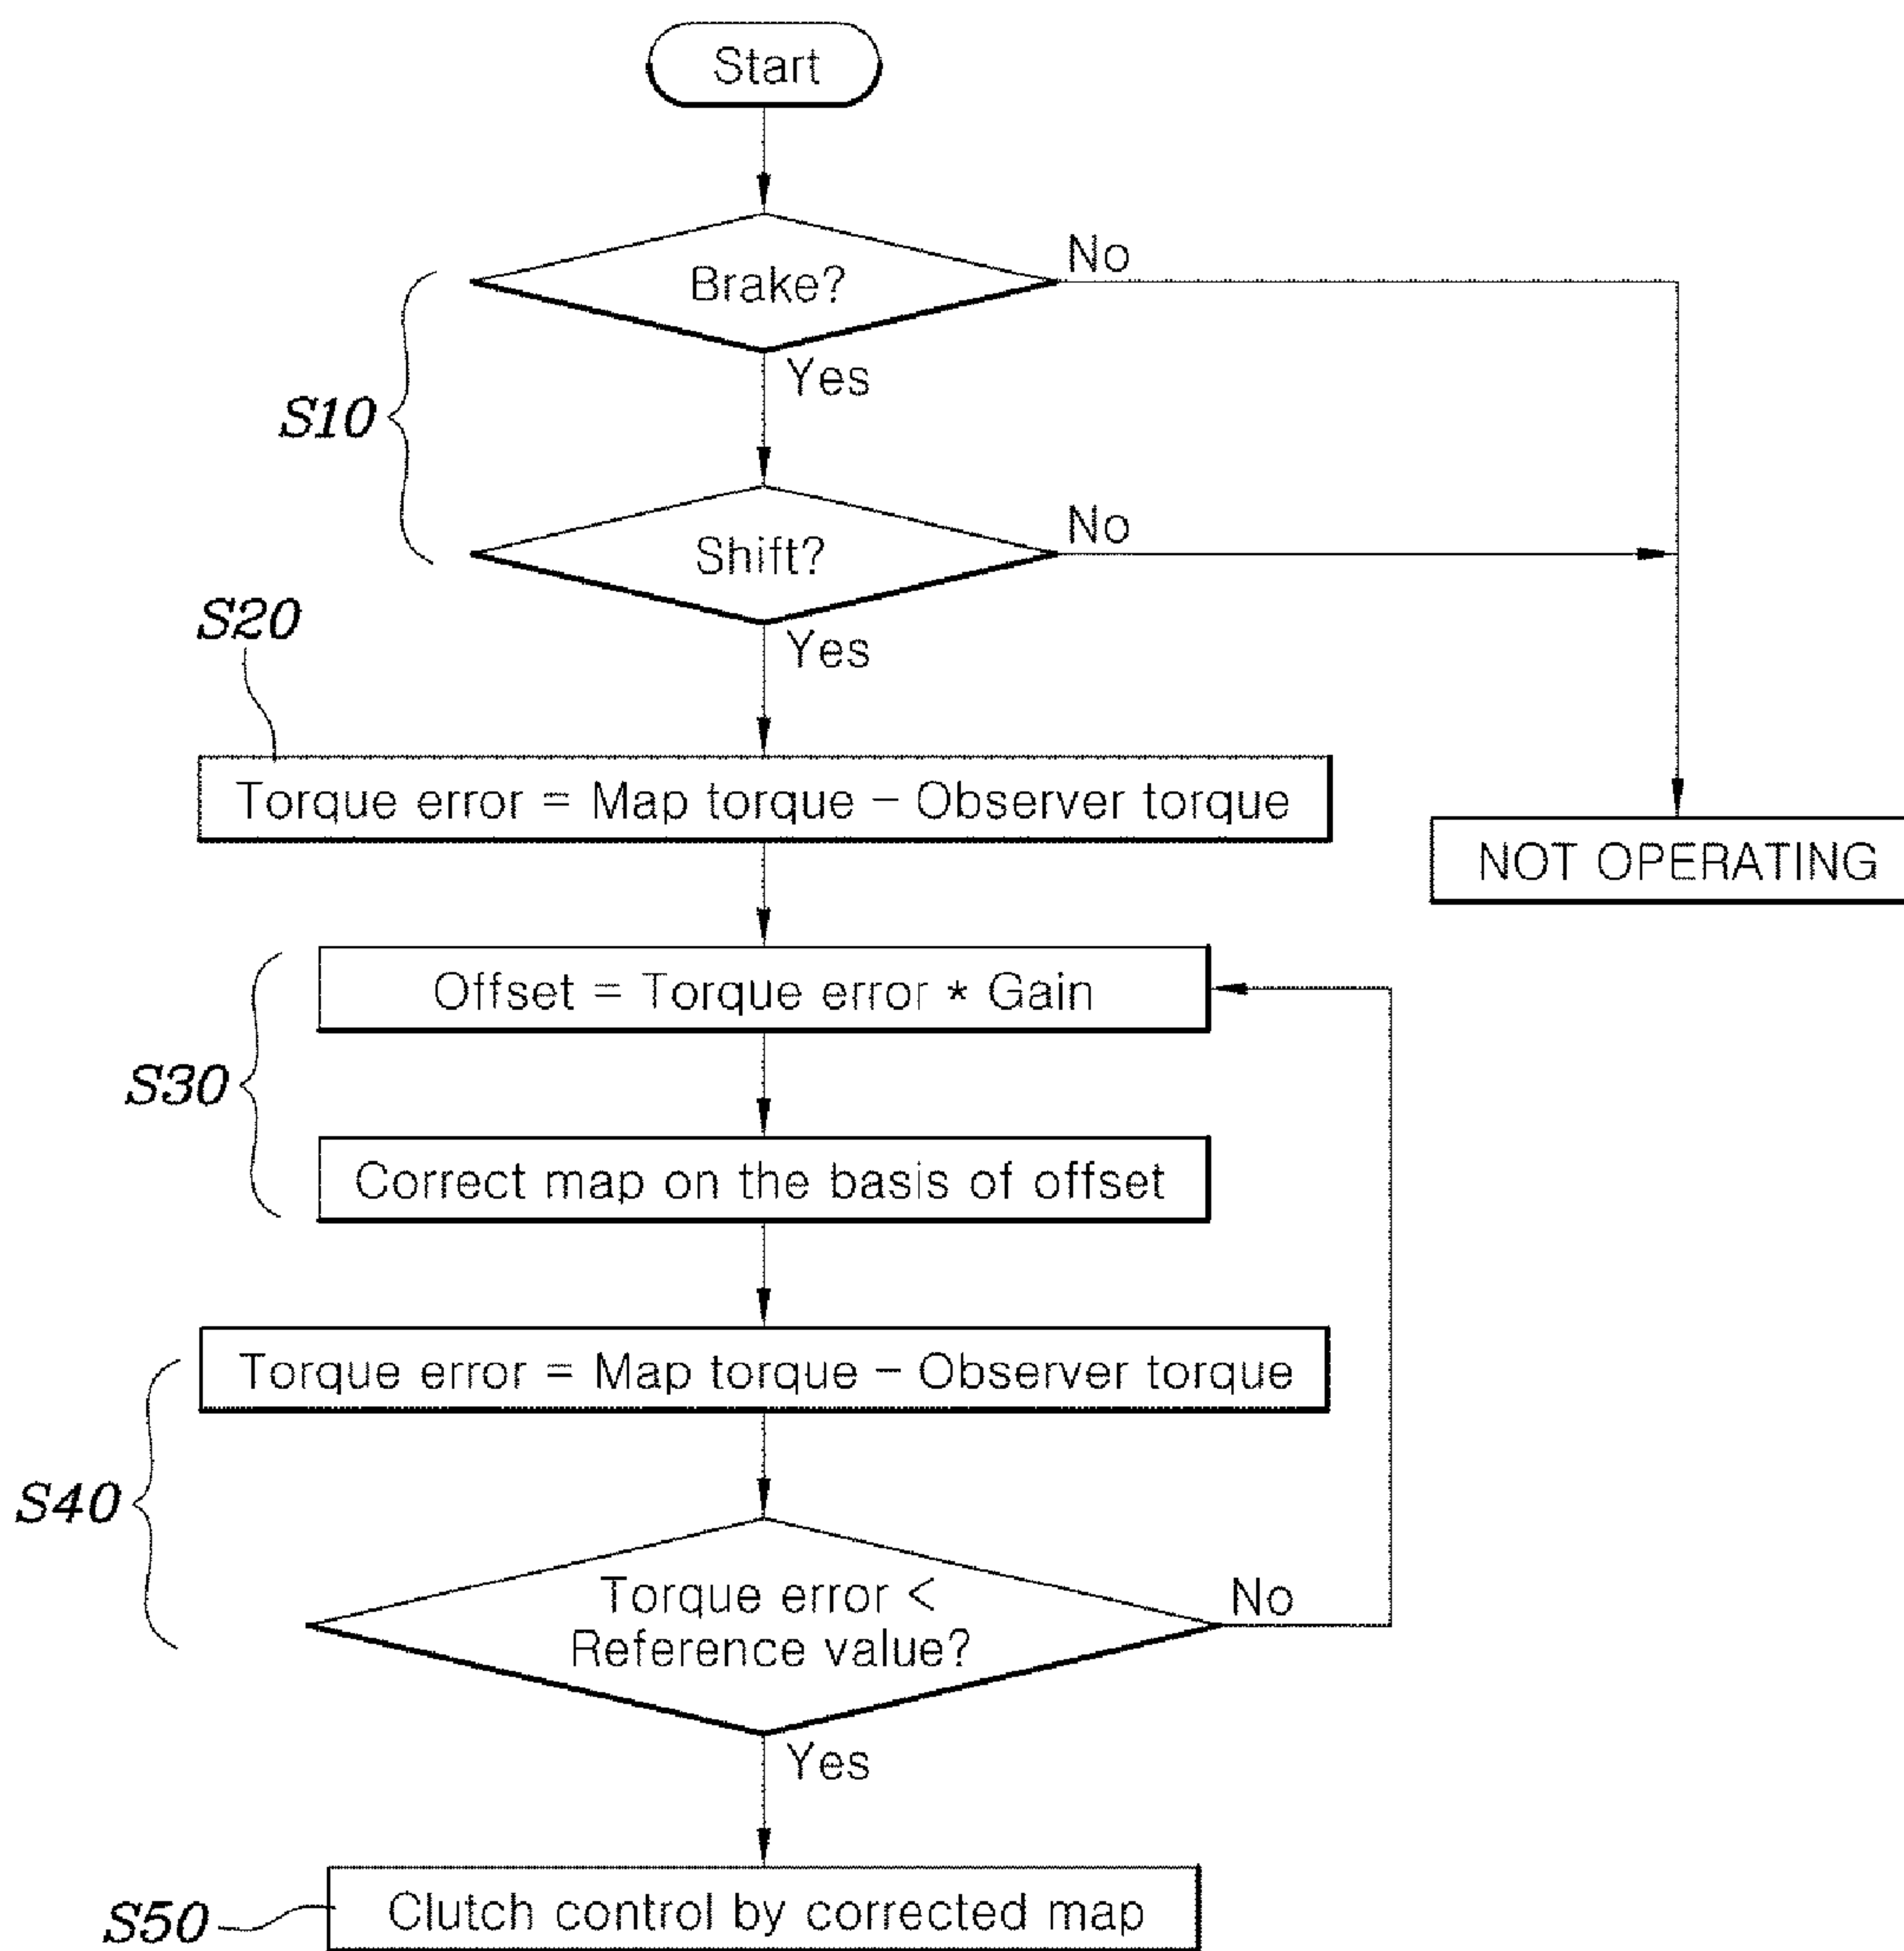 Start
Brake?
No
Yes
S10
Shift?
No
Yes
S20
Torque error = Map torque – Observer torque
NOT OPERATING
Offset = Torque error * Gain
S30
Correct map on the basis of offset
Torque error = Map torque – Observer torque
S40
Torque error <
Reference value?
No
Yes
Clutch control by corrected map
S50